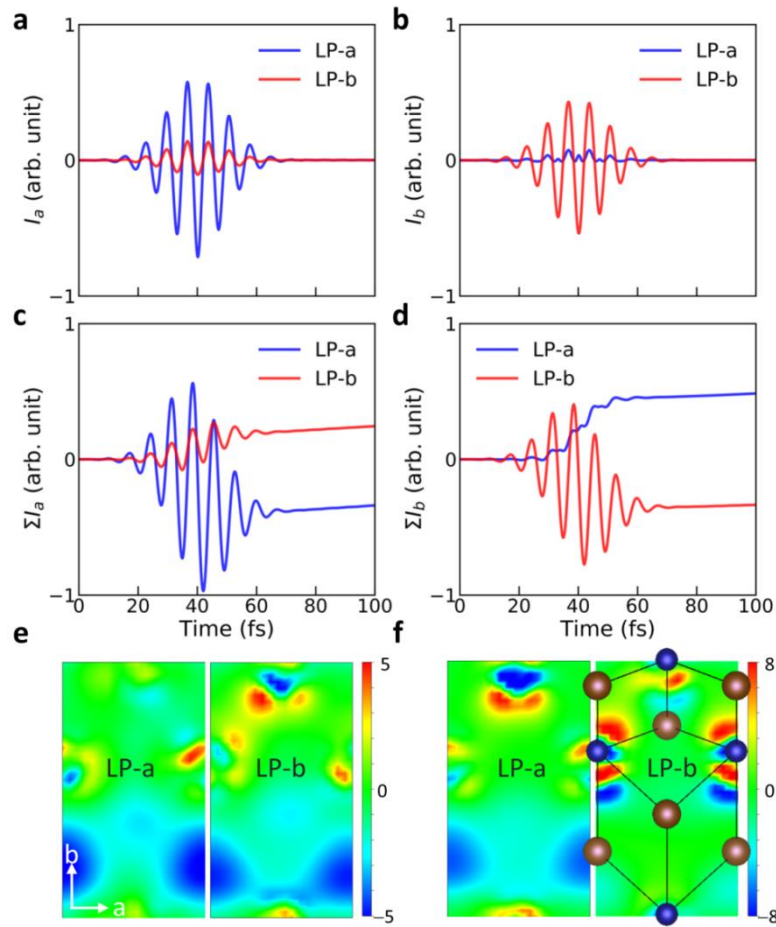 a
b
1
LP-a
LP-b
0
−1
Iₐ (arb. unit)
1
LP-a
LP-b
0
−1
I_b (arb. unit)
c
d
1
LP-a
LP-b
0
−1
ΣIₐ (arb. unit)
0 20 40 60 80 100
Time (fs)
1
LP-a
LP-b
0
−1
ΣI_b (arb. unit)
0 20 40 60 80 100
Time (fs)
e
LP-a
LP-b
b
a
5
0
−5
f
LP-a
LP-b
8
0
−8